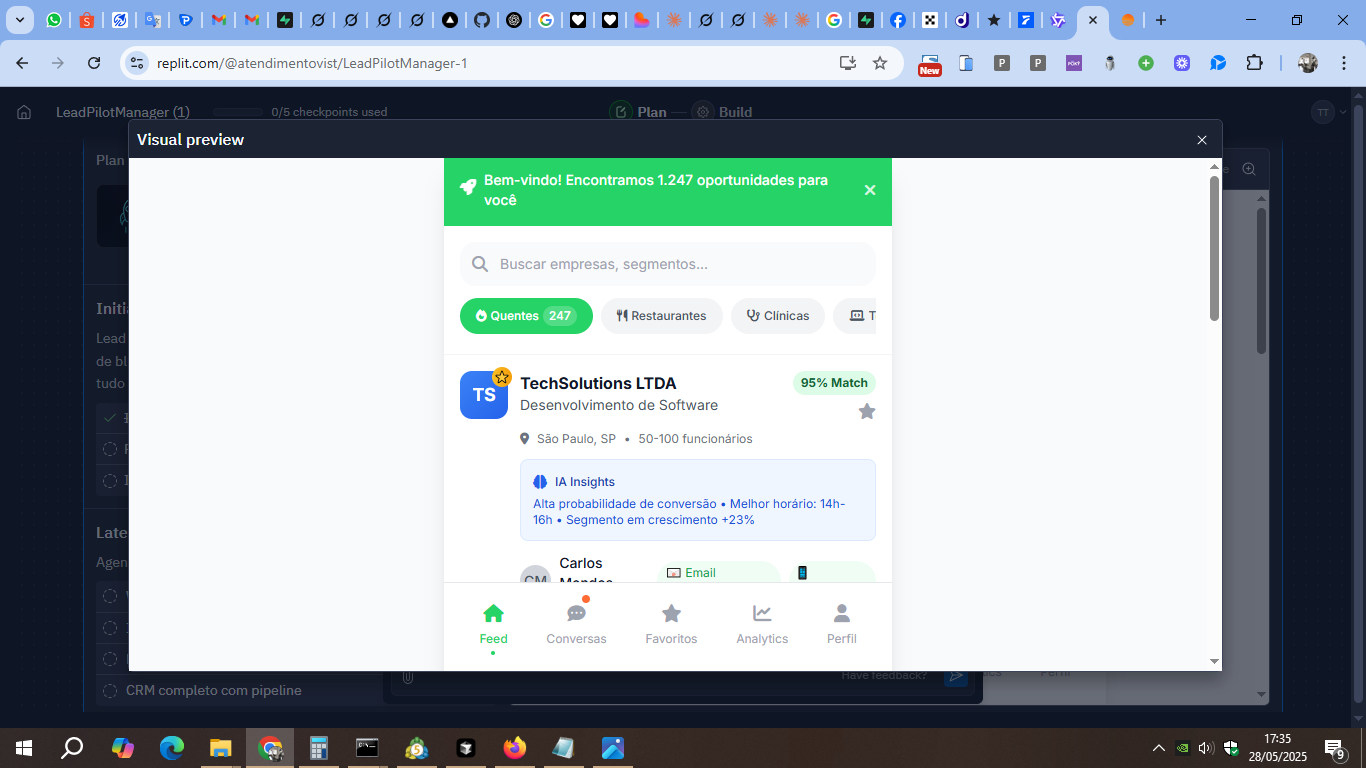 replit.com/@atendimentovist/LeadPilotManager-1
New
LeadPilotManager (1)
0/5 checkpoints used
Plan
Build
TT
Visual preview
Plan
Bem-vindo! Encontramos 1.247 oportunidades para
você
Buscar empresas, segmentos...
Quentes 247
Restaurantes
Clínicas
T
TS
TechSolutions LTDA
95% Match
Desenvolvimento de Software
São Paulo, SP • 50-100 funcionários
IA Insights
Alta probabilidade de conversão • Melhor horário: 14h-
16h • Segmento em crescimento +23%
Carlos
Mendes
CM
Email
Feed
Conversas
Favoritos
Analytics
Perfil
Initia
Lead
de bl
tudo
Late
Agen
CRM completo com pipeline
Have feedback?
Perfil
17:35
28/05/2025
9